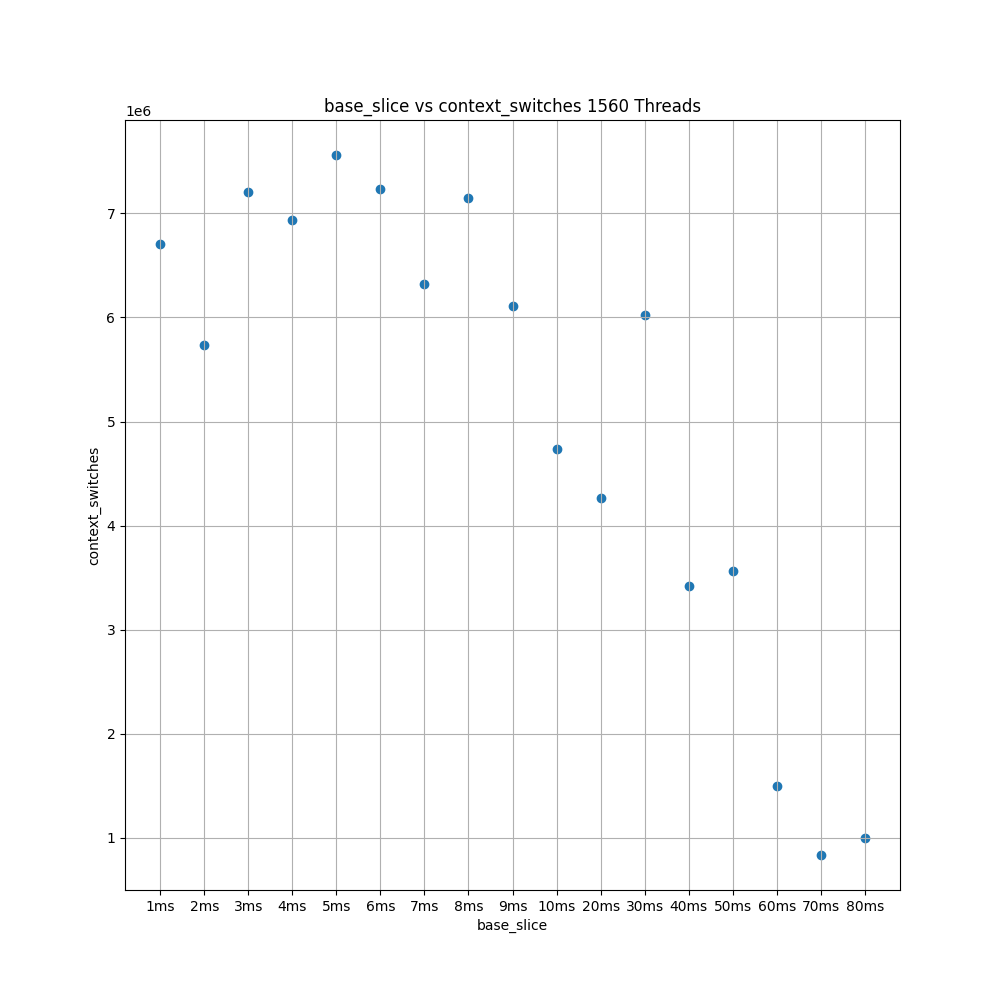 base_slice vs context_switches 1560 Threads
1e6
7
6
5
4
3
2
1
context_switches
1ms 2ms 3ms 4ms 5ms 6ms 7ms 8ms 9ms 10ms 20ms 30ms 40ms 50ms 60ms 70ms 80ms
base_slice